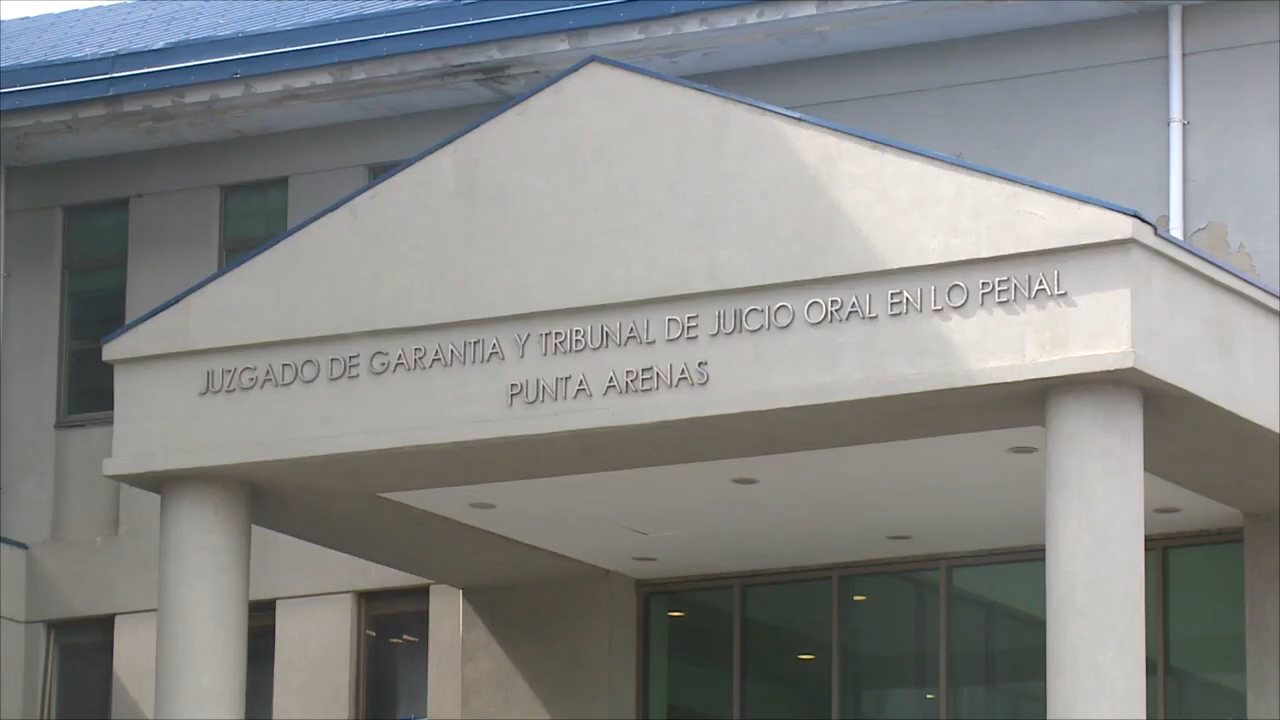 JUZGADO DE GARANTIA Y TRIBUNAL DE JUICIO ORAL EN LO PENAL
PUNTA ARENAS